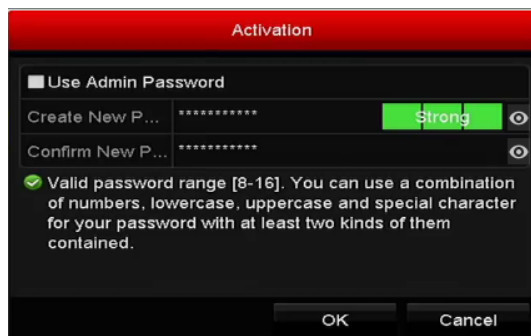 Activation
Use Admin Password
Create New P... *********** Strong
Confirm New P... ***********
Valid password range [8-16]. You can use a combination
of numbers, lowercase, uppercase and special character
for your password with at least two kinds of them
contained.
OK Cancel